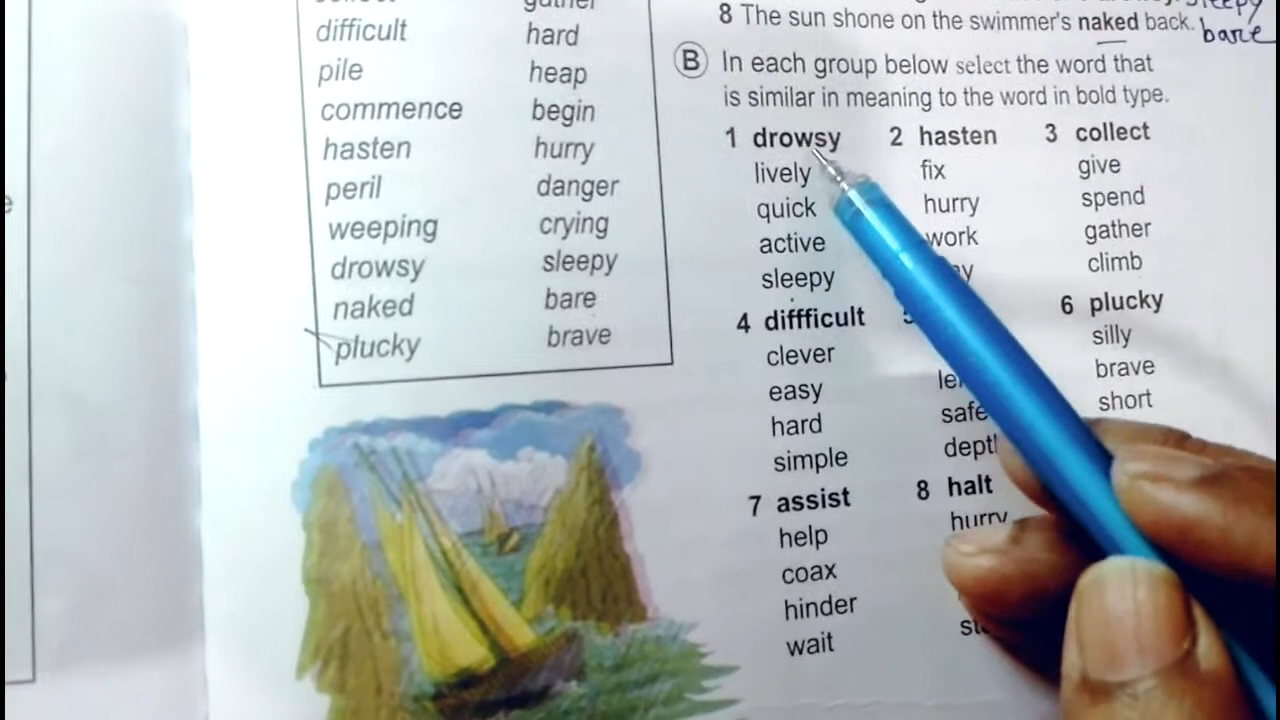 difficult hard
pile heap
commence begin
hasten hurry
peril danger
weeping crying
drowsy sleepy
naked bare
plucky brave
8 The sun shone on the swimmer's naked back. bare
B In each group below select the word that
is similar in meaning to the word in bold type.
1 drowsy
lively
quick
active
sleepy
2 hasten
fix
hurry
work
3 collect
give
spend
gather
climb
4 diffficult
clever
easy
hard
simple
safe
6 plucky
silly
brave
short
7 assist
help
coax
hinder
wait
8 halt
hurry